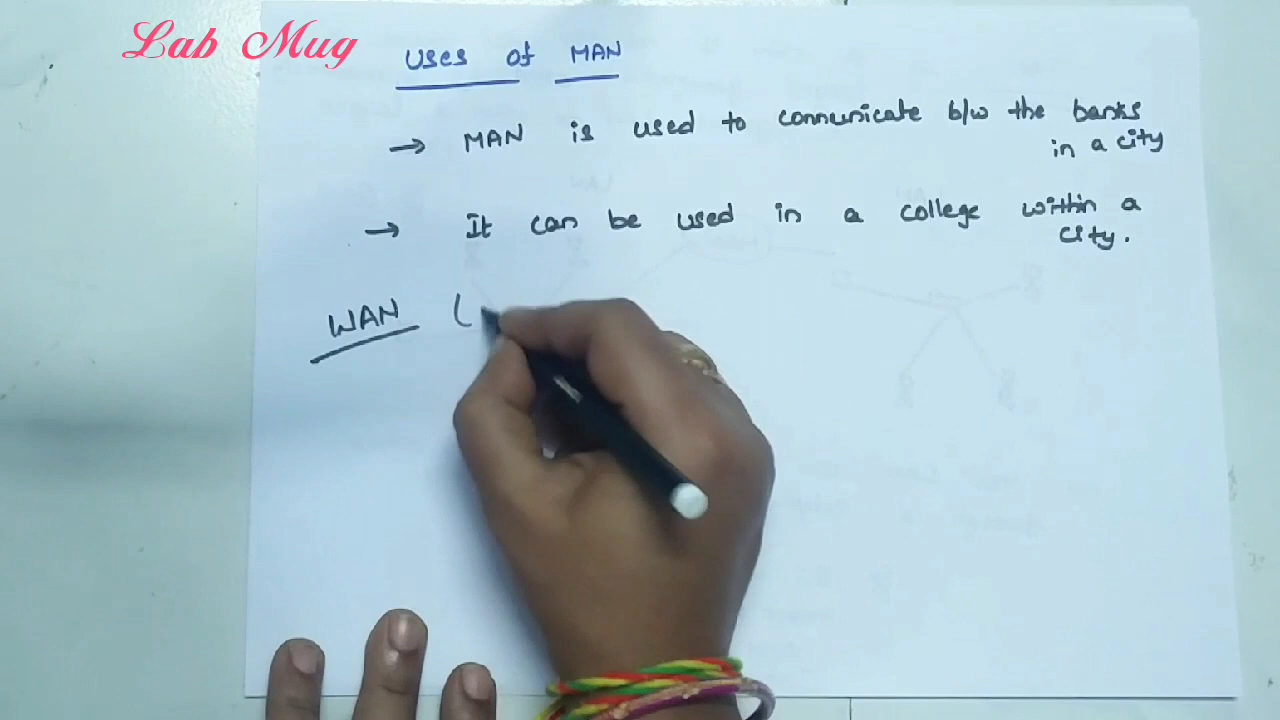 Lab Mug
Uses of MAN
→ MAN is used to communicate b/w the banks
in a city
→ It can be used in a college within a
city.
WAN (